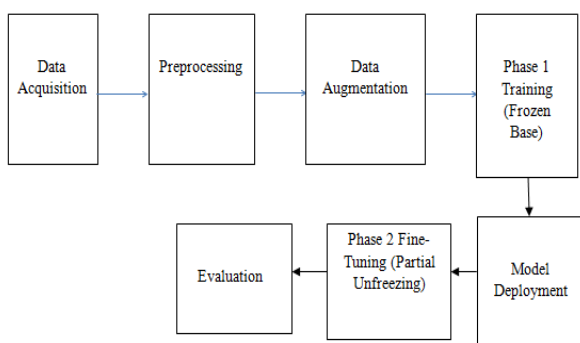 Data
Acquisition
Preprocessing
Data
Augmentation
Phase 1
Training
(Frozen
Base)
Model
Deployment
Phase 2 Fine-
Tuning (Partial
Unfreezing)
Evaluation